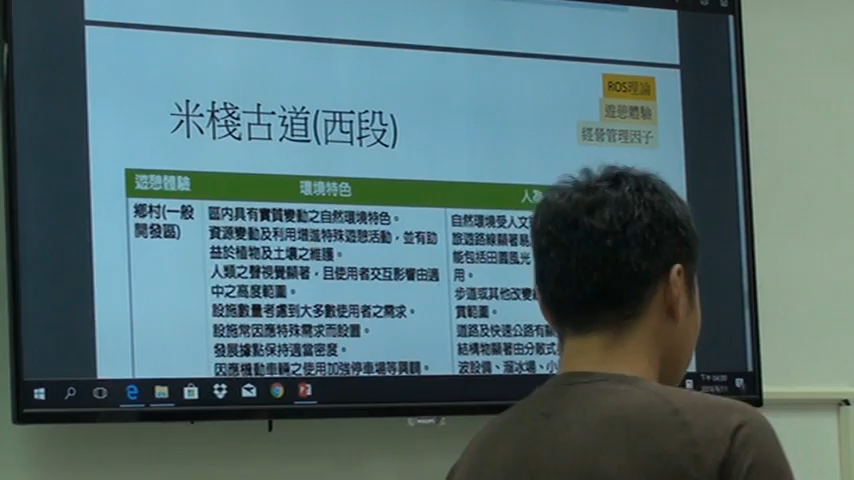 ROS理論
遊憩體驗
經營管理因子
米棧古道(西段)
遊憩體驗 環境特色 人為
鄉村(一般
開發區)
區內具有實質變動之自然環境特色。
資源變動及利用增進特殊遊憩活動，並有助
益於植物及土壤之維護。
人類之聲視覺顯著，且使用者交互影響由適
中之高度範圍。
設施數量考慮到大多數使用者之需求。
設施常因應特殊需求而設置。
發展據點保持適當密度。
因應機動車輛之使用加強停車場等興闢。
自然環境受人文
旅遊路線顯著易
能包括田園風光
用。
步道或其他改變
賞範圍。
道路及快速公路有
結構物顯著由分散式
波設備、溜冰場、小
PHILIPS